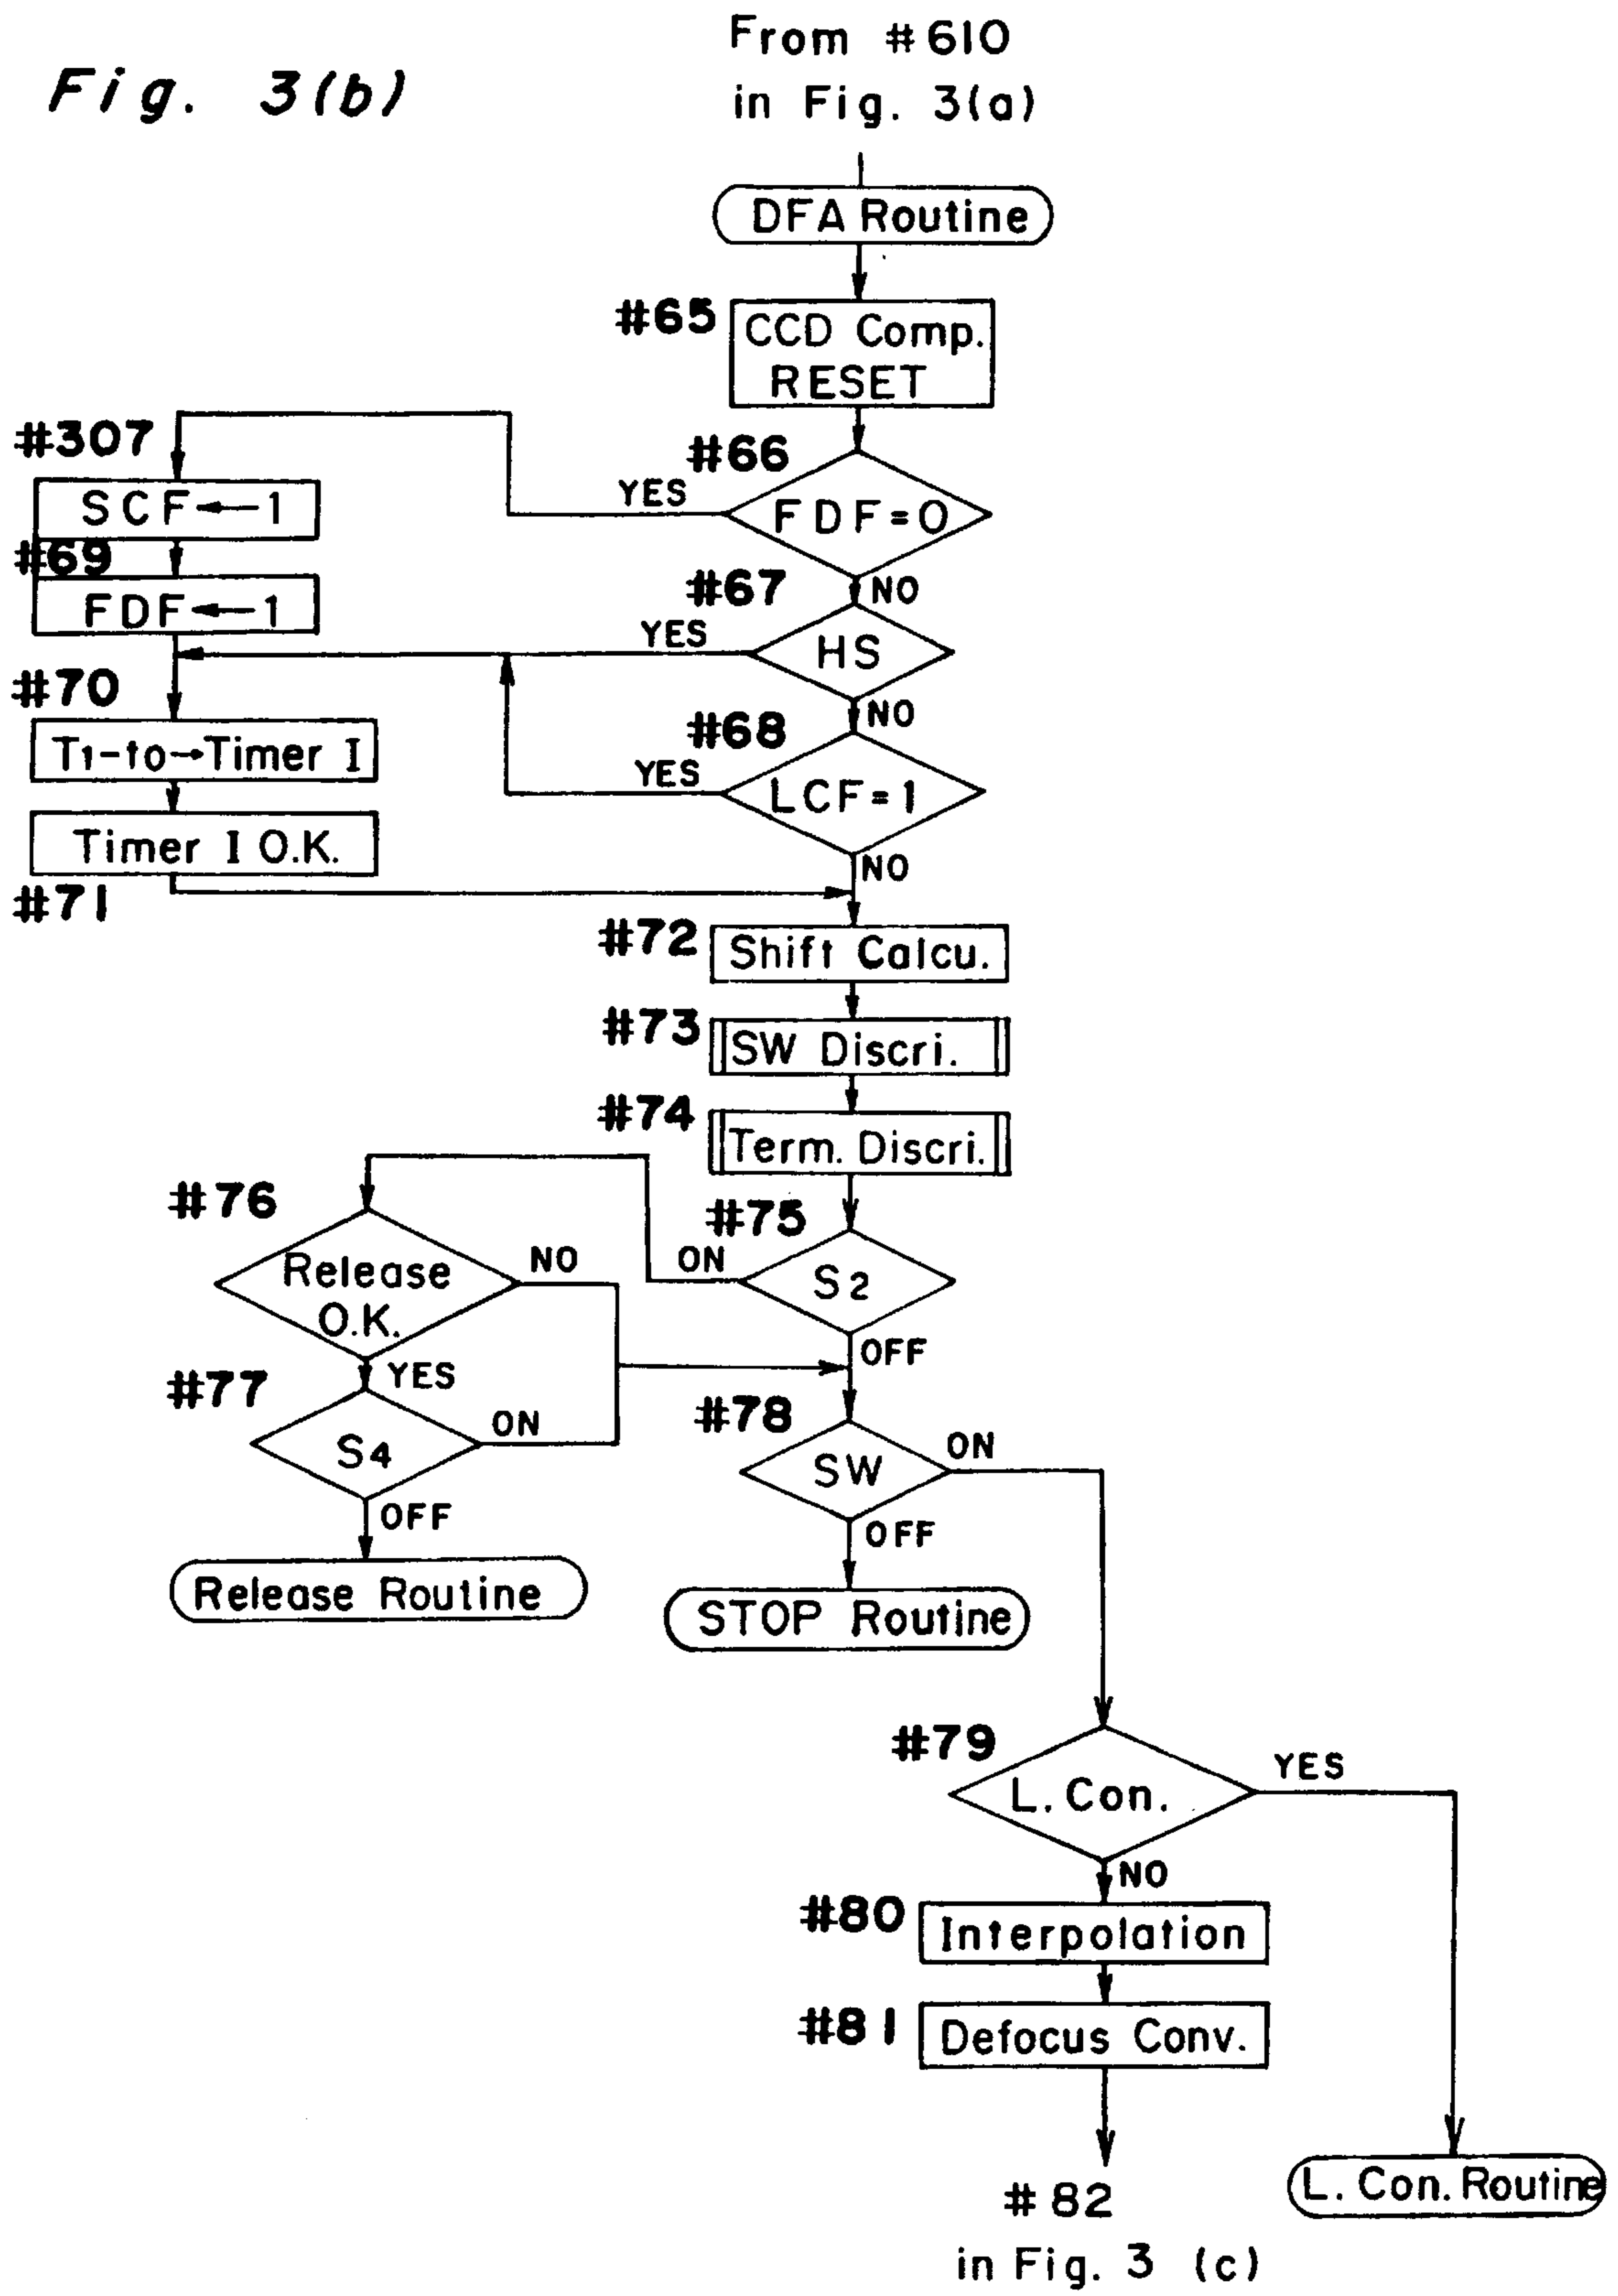 Fig. 3(b)
From #610
in Fig. 3(a)
DFA Routine
#65
CCD Comp.
RESET
#307
SCF←1
#66
YES
FDF=0
#69
FDF←1
#67
NO
YES
HS
#70
T1-to→Timer I
#68
NO
YES
LCF=1
Timer I O.K.
#71
NO
#72
Shift Calcu.
#73
SW Discri.
#74
Term. Discri.
#76
Release
O.K.
NO
#75
ON
S2
OFF
YES
#77
S4
ON
OFF
Release Routine
#78
SW
ON
OFF
STOP Routine
#79
L. Con.
YES
NO
#80
Interpolation
#81
Defocus Conv.
#82
in Fig. 3 (c)
L. Con. Routine